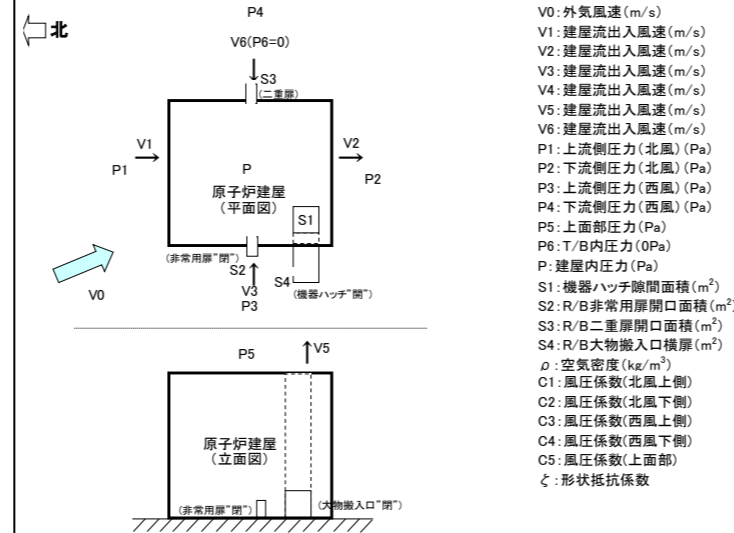 北
P4
V6(P6=0)
S3
(二重扉)
V1
P1
P
V2
P2
原子炉建屋
(平面図)
S1
(非常用扉"閉")
S2
V3
P3
S4
(機器ハッチ"開")
V0
P5
V5
原子炉建屋
(立面図)
(非常用扉"閉")
(大物搬入口"閉")
V0:外気風速(m/s)
V1:建屋流出入風速(m/s)
V2:建屋流出入風速(m/s)
V3:建屋流出入風速(m/s)
V4:建屋流出入風速(m/s)
V5:建屋流出入風速(m/s)
V6:建屋流出入風速(m/s)
P1:上流側圧力(北風)(Pa)
P2:下流側圧力(北風)(Pa)
P3:上流側圧力(西風)(Pa)
P4:下流側圧力(西風)(Pa)
P5:上面部圧力(Pa)
P6:T/B内圧力(0Pa)
P:建屋内圧力(Pa)
S1:機器ハッチ隙間面積(m²)
S2:R/B非常用扉開口面積(m²)
S3:R/B二重扉開口面積(m²)
S4:R/B大物搬入口横扉(m²)
ρ:空気密度(kg/m³)
C1:風圧係数(北風上側)
C2:風圧係数(北風下側)
C3:風圧係数(西風上側)
C4:風圧係数(西風下側)
C5:風圧係数(上面部)
ζ:形状抵抗係数